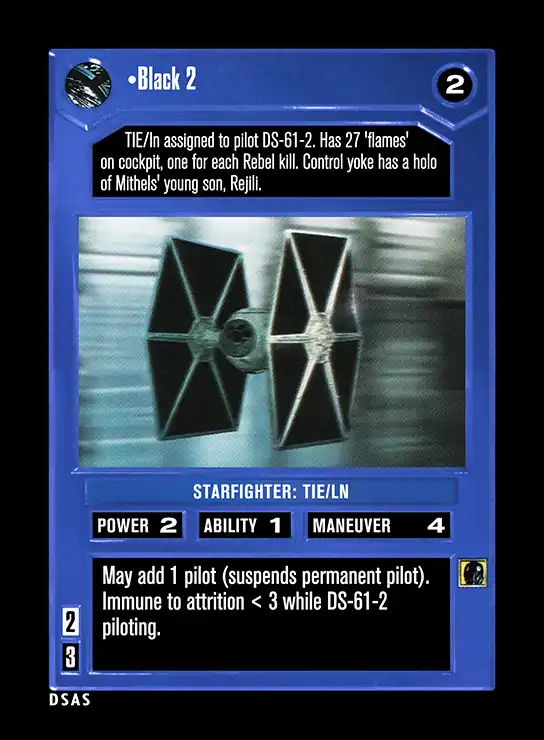 •Black 2
2
TIE/ln assigned to pilot DS-61-2. Has 27 'flames'
on cockpit, one for each Rebel kill. Control yoke has a holo
of Mithels' young son, Rejili.
STARFIGHTER: TIE/LN
POWER 2 ABILITY 1 MANEUVER 4
May add 1 pilot (suspends permanent pilot).
Immune to attrition < 3 while DS-61-2
piloting.
2
3
DSAS